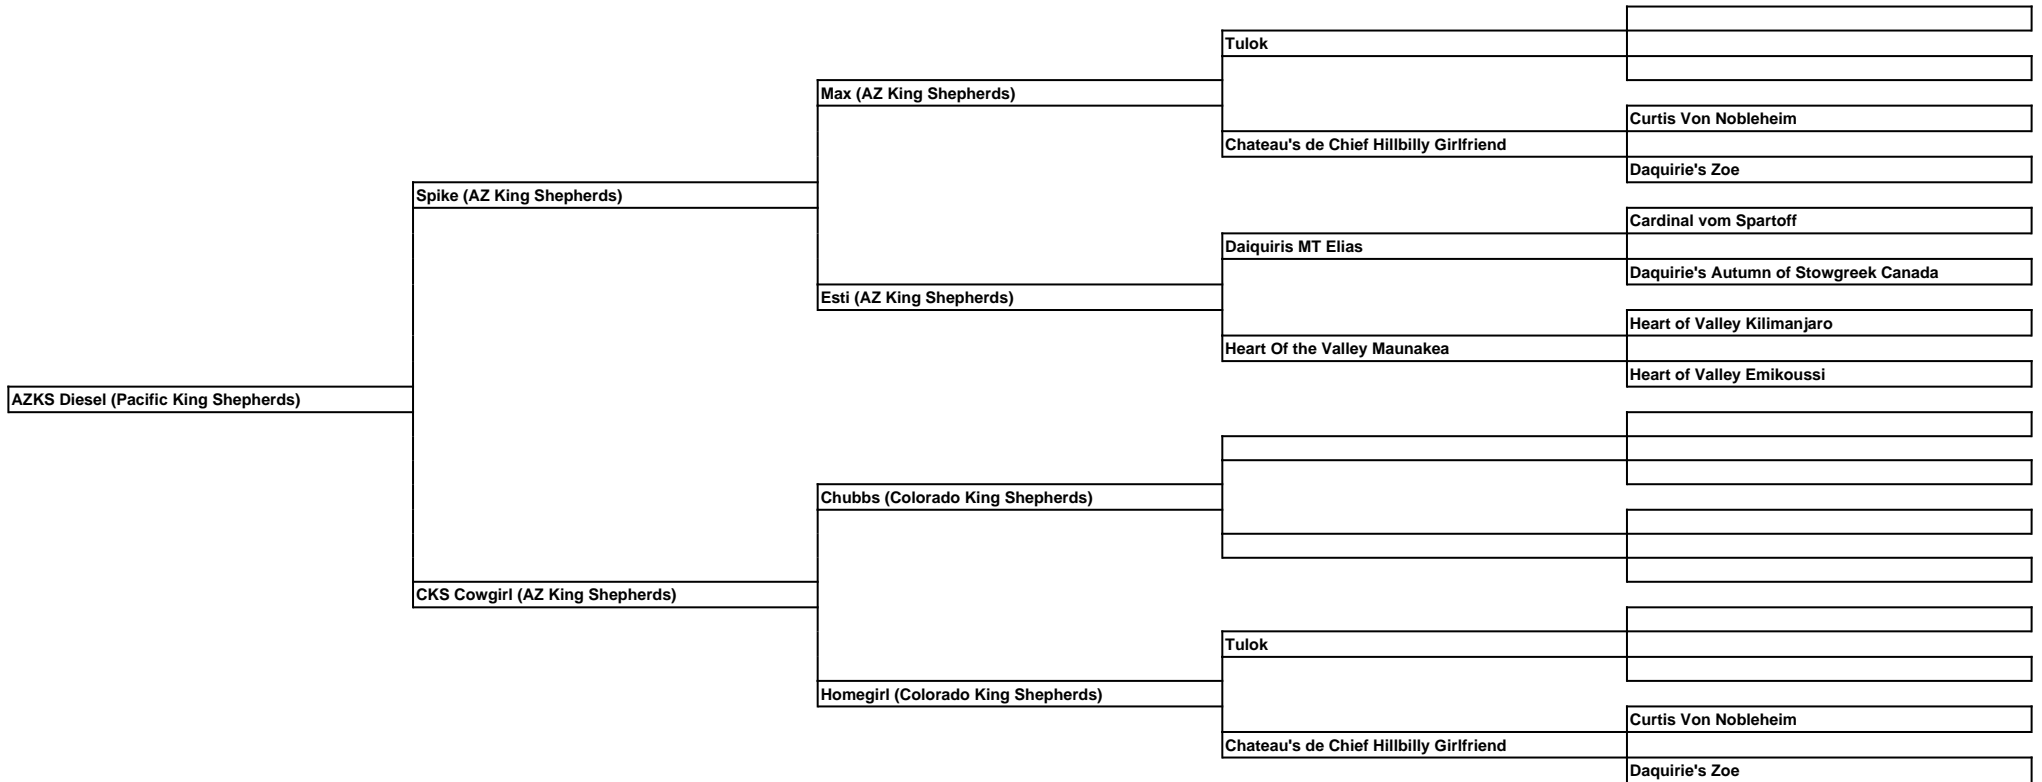 Tulok
Max (AZ King Shepherds)
Curtis Von Nobleheim
Chateau's de Chief Hillbilly Girlfriend
Daquirie's Zoe
Spike (AZ King Shepherds)
Cardinal vom Spartoff
Daiquiris MT Elias
Daquirie's Autumn of Stowgreek Canada
Esti (AZ King Shepherds)
Heart of Valley Kilimanjaro
Heart Of the Valley Maunakea
Heart of Valley Emikoussi
AZKS Diesel (Pacific King Shepherds)
Chubbs (Colorado King Shepherds)
CKS Cowgirl (AZ King Shepherds)
Tulok
Homegirl (Colorado King Shepherds)
Curtis Von Nobleheim
Chateau's de Chief Hillbilly Girlfriend
Daquirie's Zoe